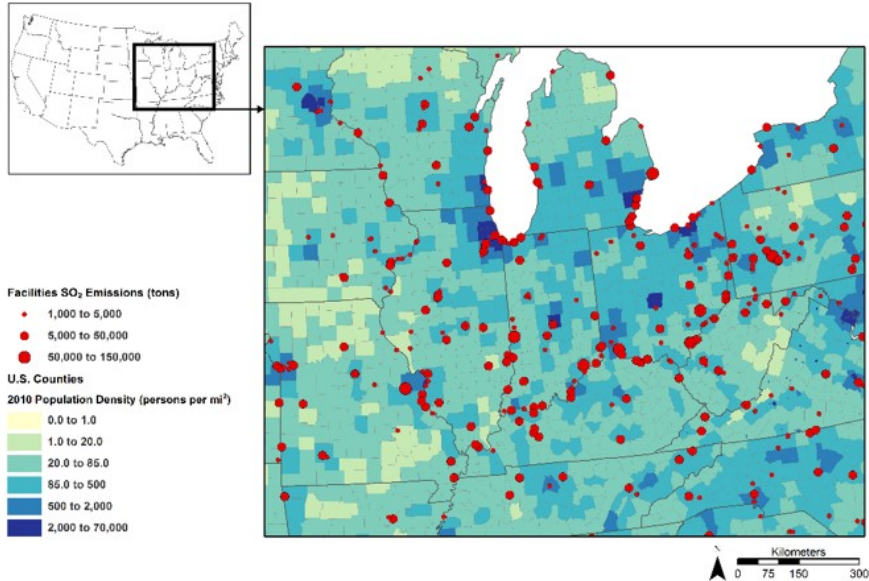 Facilities SO₂ Emissions (tons)
1,000 to 5,000
5,000 to 50,000
50,000 to 150,000
U.S. Counties
2010 Population Density (persons per mi²)
0.0 to 1.0
1.0 to 20.0
20.0 to 85.0
85.0 to 500
500 to 2,000
2,000 to 70,000
N
Kilometers
0 75 150 300